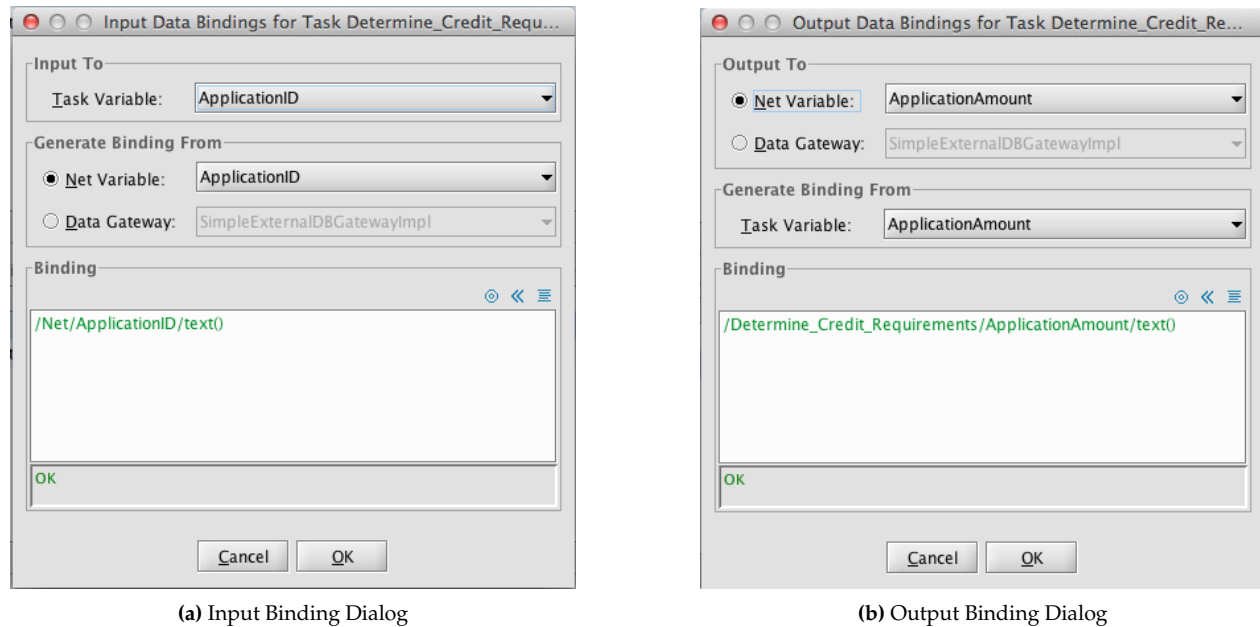 Input Data Bindings for Task Determine_Credit_Requ...
Input To
Task Variable: ApplicationID
Generate Binding From
Net Variable: ApplicationID
Data Gateway: SimpleExternalDBGatewayImpl
Binding
/Net/ApplicationID/text()
OK
Cancel OK
(a) Input Binding Dialog
Output Data Bindings for Task Determine_Credit_Re...
Output To
Net Variable: ApplicationAmount
Data Gateway: SimpleExternalDBGatewayImpl
Generate Binding From
Task Variable: ApplicationAmount
Binding
/Determine_Credit_Requirements/ApplicationAmount/text()
OK
Cancel OK
(b) Output Binding Dialog